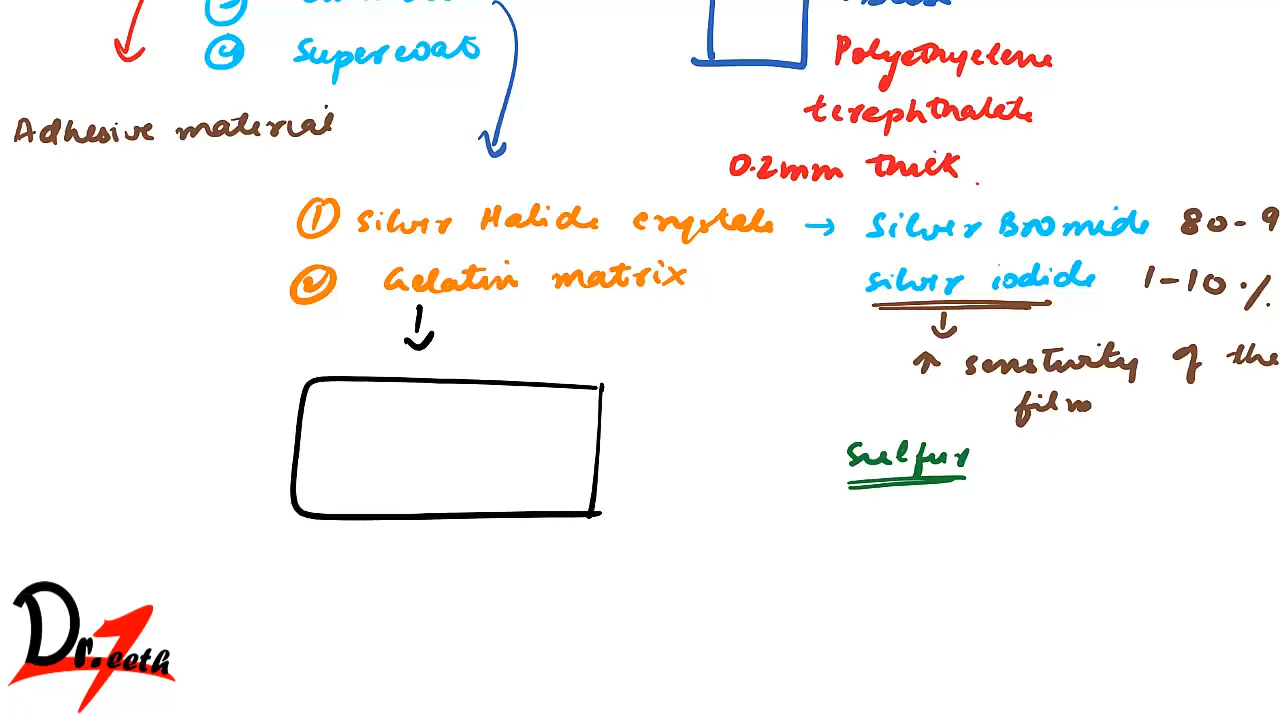 © Supercoat
Polyethyelene
Adhesive material
terephthalate
0.2mm thick
① Silver Halide crystals → Silver Bromide 80-9
② Gelatin matrix
silver iodide 1-10 %
↑ sensitivity of the
film
Sulfur
Dr. Teeth